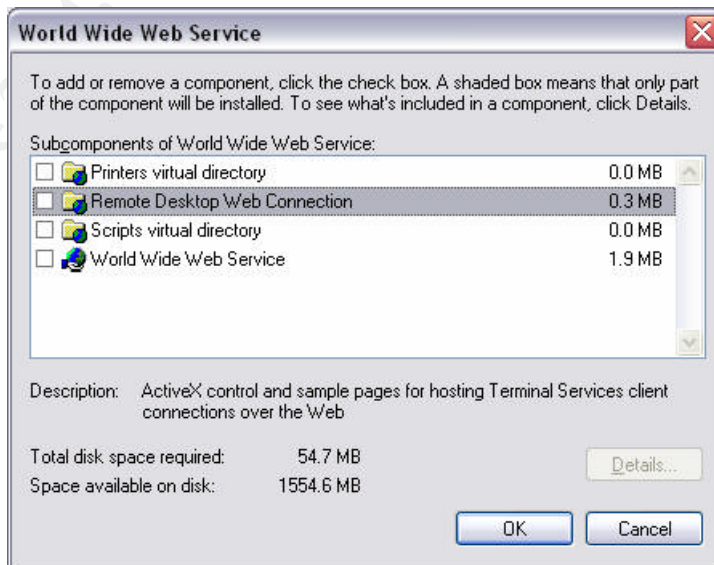 World Wide Web Service
To add or remove a component, click the check box. A shaded box means that only part
of the component will be installed. To see what's included in a component, click Details.
Subcomponents of World Wide Web Service:
Printers virtual directory 0.0 MB
Remote Desktop Web Connection 0.3 MB
Scripts virtual directory 0.0 MB
World Wide Web Service 1.9 MB
Description: ActiveX control and sample pages for hosting Terminal Services client
connections over the Web
Total disk space required: 54.7 MB
Space available on disk: 1554.6 MB
Details...
OK Cancel